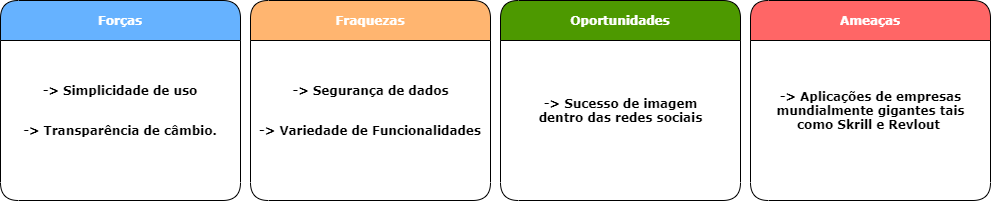 Forças
-> Simplicidade de uso
-> Transparência de câmbio.
Fraquezas
-> Segurança de dados
-> Variedade de Funcionalidades
Oportunidades
-> Sucesso de imagem
dentro das redes sociais
Ameaças
-> Aplicações de empresas
mundialmente gigantes tais
como Skrill e Revlout